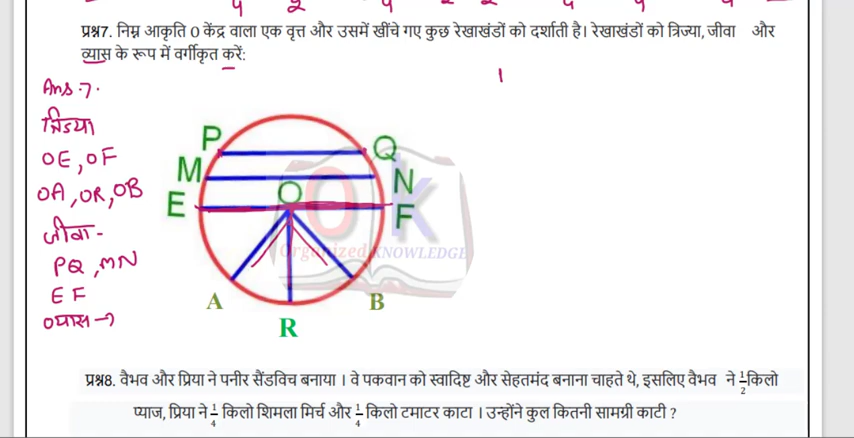 प्रश्न7. निम्न आकृति O केंद्र वाला एक वृत्त और उसमें खींचे गए कुछ रेखाखंडों को दर्शाती है। रेखाखंडों को त्रिज्या, जीवा और
व्यास के रूप में वर्गीकृत करें:
Ans.7.
त्रिज्या
OE, OF
OA, OR, OB
जीवा -
PQ, MN
EF
व्यास →
P
Q
M
N
O
E
F
OK
Organized KNOWLEDGE
A
B
R
प्रश्न8. वैभव और प्रिया ने पनीर सैंडविच बनाया । वे पकवान को स्वादिष्ट और सेहतमंद बनाना चाहते थे, इसलिए वैभव ने 1/2 किलो
प्याज, प्रिया ने 1/4 किलो शिमला मिर्च और 1/4 किलो टमाटर काटा । उन्होंने कुल कितनी सामग्री काटी ?